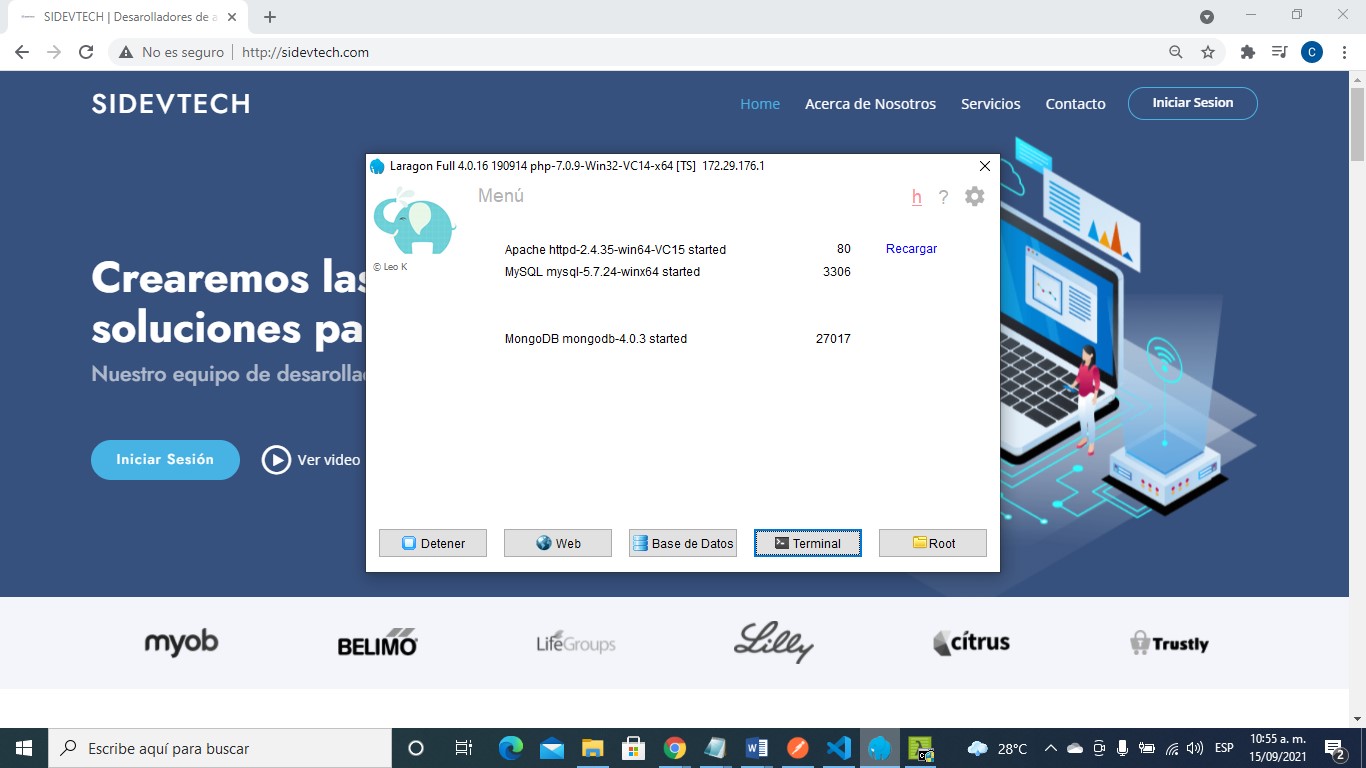 SIDEVTECH | Desarolladores de a
No es seguro
http://sidevtech.com
C
SIDEVTECH
Home
Acerca de Nosotros
Servicios
Contacto
Iniciar Sesion
Laragon Full 4.0.16 190914 php-7.0.9-Win32-VC14-x64 [TS] 172.29.176.1
Menú
h
?
© Leo K
Apache httpd-2.4.35-win64-VC15 started 80 Recargar
MySQL mysql-5.7.24-winx64 started 3306
MongoDB mongodb-4.0.3 started 27017
Detener
Web
Base de Datos
Terminal
Root
Crearemos las
soluciones pa
Nuestro equipo de desarollad
Iniciar Sesión
Ver video
myob
BELIMO
LifeGroups
Lilly
cítrus
Trustly
Escribe aquí para buscar
28°C
ESP
10:55 a. m.
15/09/2021
2